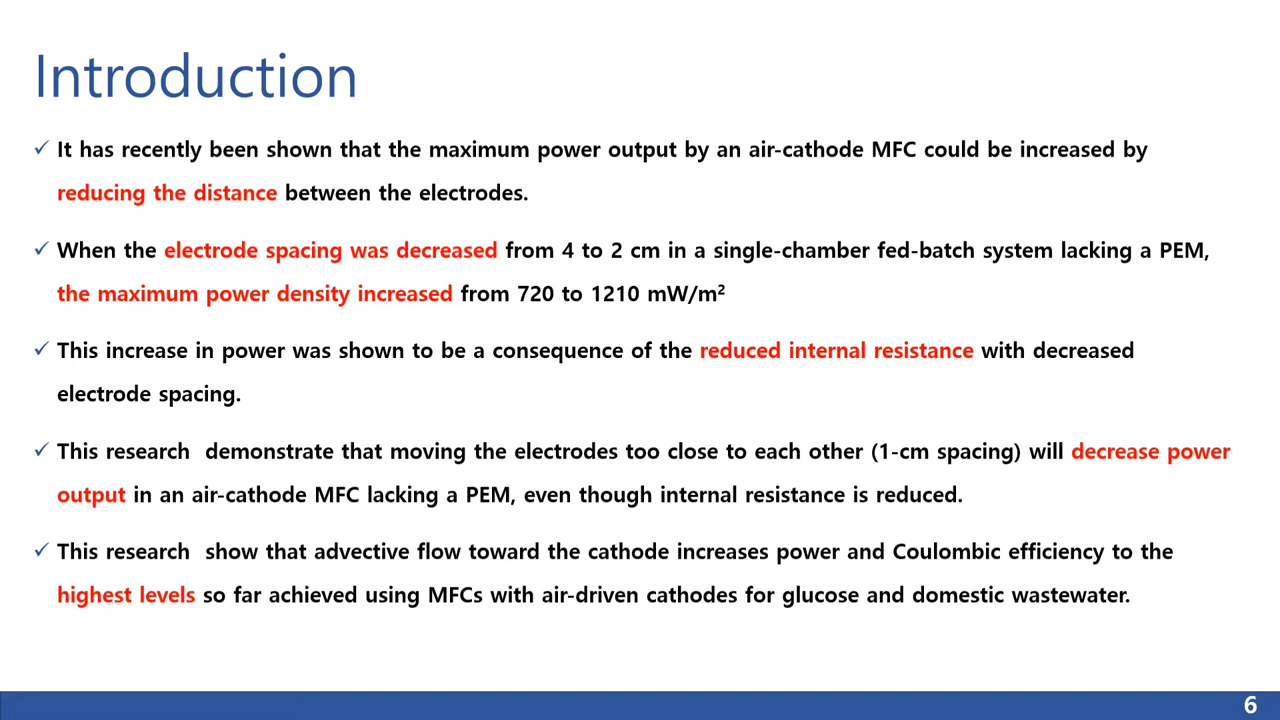 Introduction
✓ It has recently been shown that the maximum power output by an air-cathode MFC could be increased by
reducing the distance between the electrodes.
✓ When the electrode spacing was decreased from 4 to 2 cm in a single-chamber fed-batch system lacking a PEM,
the maximum power density increased from 720 to 1210 mW/m²
✓ This increase in power was shown to be a consequence of the reduced internal resistance with decreased
electrode spacing.
✓ This research  demonstrate that moving the electrodes too close to each other (1-cm spacing) will decrease power
output in an air-cathode MFC lacking a PEM, even though internal resistance is reduced.
✓ This research  show that advective flow toward the cathode increases power and Coulombic efficiency to the
highest levels so far achieved using MFCs with air-driven cathodes for glucose and domestic wastewater.
6